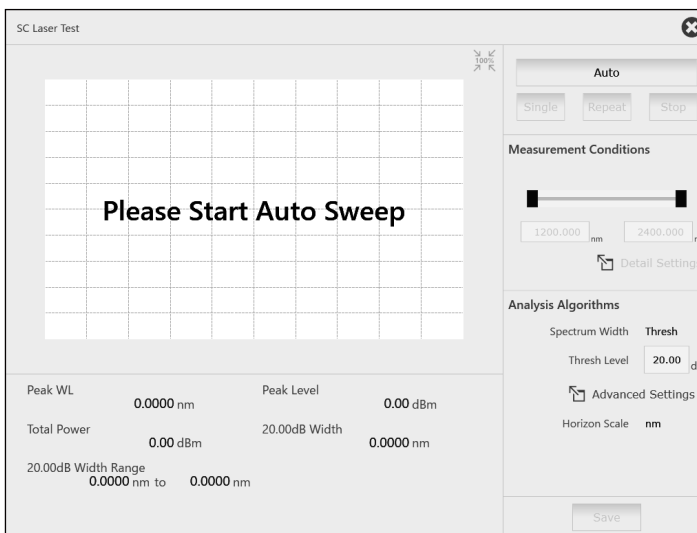 SC Laser Test
100%
Please Start Auto Sweep
Auto
Single Repeat Stop
Measurement Conditions
1200.000 nm 2400.000
Detail Setting
Analysis Algorithms
Spectrum Width Thresh
Thresh Level 20.00 d
Advanced Settings
Horizon Scale nm
Save
Peak WL
0.0000 nm
Peak Level
0.00 dBm
Total Power
0.00 dBm
20.00dB Width
0.0000 nm
20.00dB Width Range
0.0000 nm to 0.0000 nm